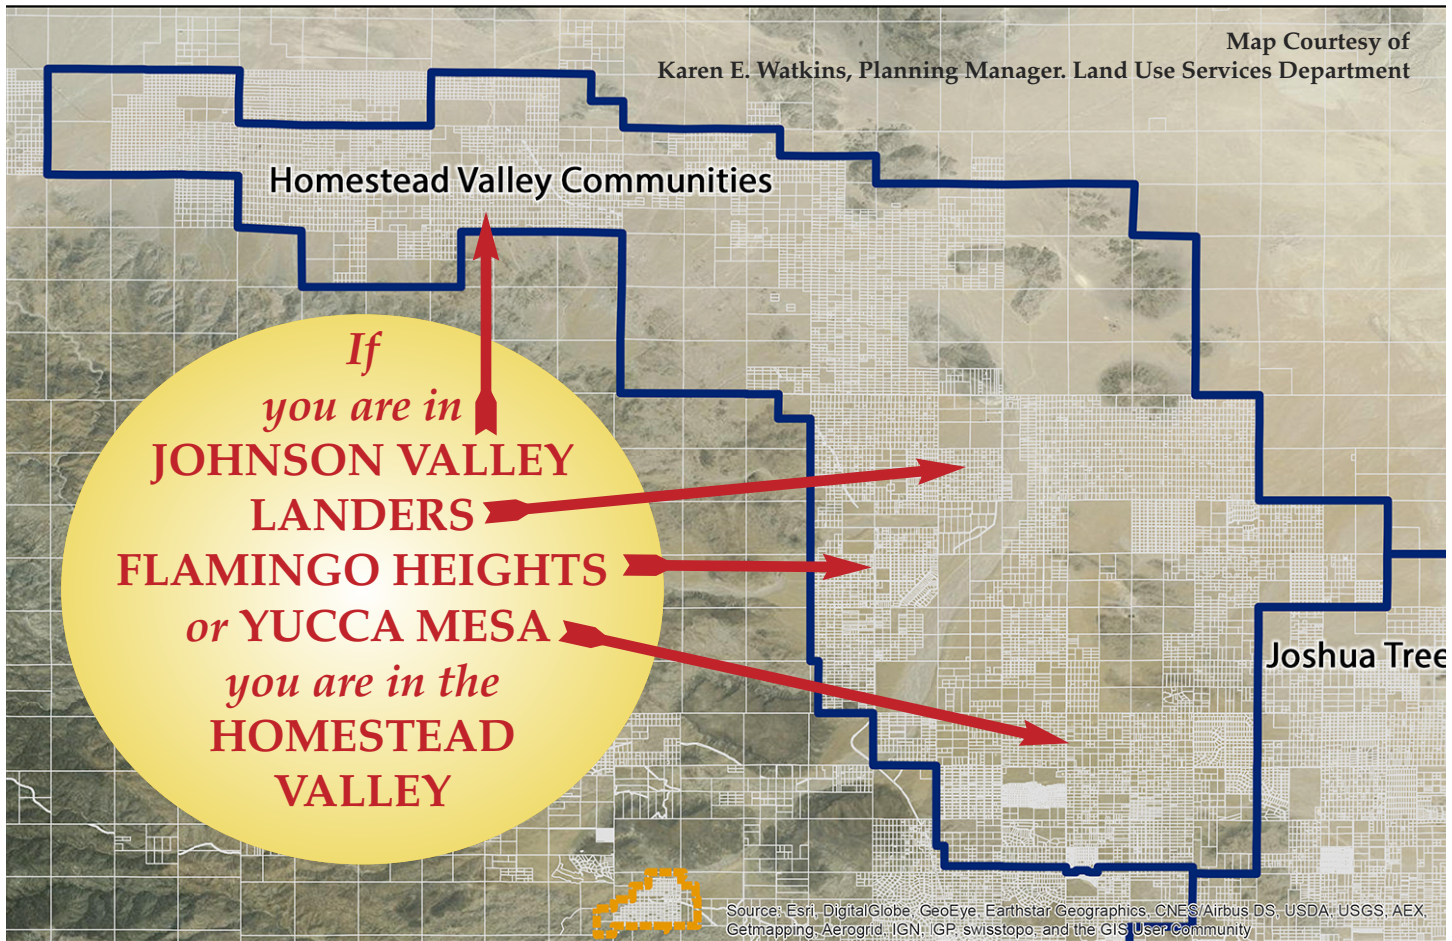 Map Courtesy of
Karen E. Watkins, Planning Manager. Land Use Services Department
Homestead Valley Communities
If
you are in
JOHNSON VALLEY
LANDERS
FLAMINGO HEIGHTS
or YUCCA MESA
you are in the
HOMESTEAD
VALLEY
Joshua Tree
Source: Esri, DigitalGlobe, GeoEye, Earthstar Geographics, CNES/Airbus DS, USDA, USGS, AEX,
Getmapping, Aerogrid, IGN, IGP, swisstopo, and the GIS User Community